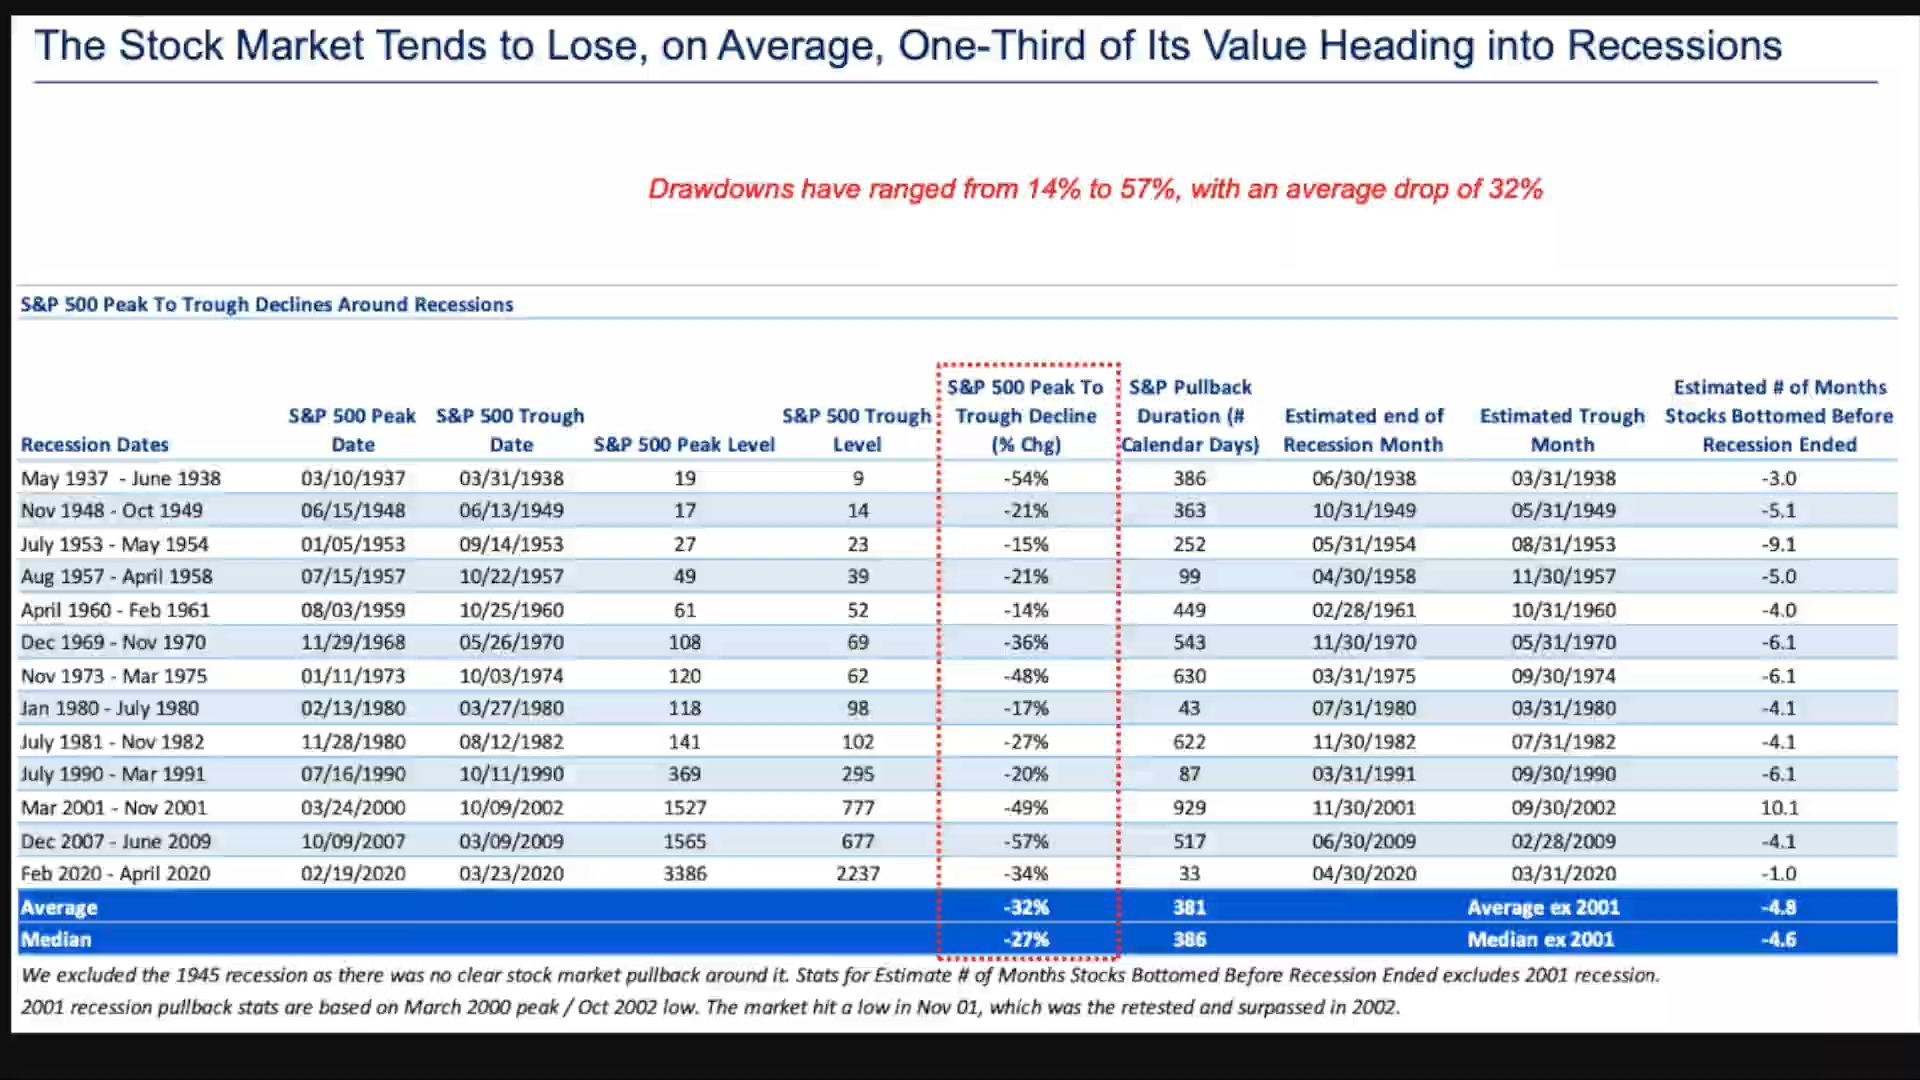 The Stock Market Tends to Lose, on Average, One-Third of Its Value Heading into Recessions
Drawdowns have ranged from 14% to 57%, with an average drop of 32%
S&P 500 Peak To Trough Declines Around Recessions
Recession Dates S&P 500 Peak Date S&P 500 Trough Date S&P 500 Peak Level S&P 500 Trough Level S&P 500 Peak To Trough Decline (% Chg) S&P Pullback Duration (# Calendar Days) Estimated end of Recession Month Estimated Trough Month Estimated # of Months Stocks Bottomed Before Recession Ended
May 1937 - June 1938 03/10/1937 03/31/1938 19 9 -54% 386 06/30/1938 03/31/1938 -3.0
Nov 1948 - Oct 1949 06/15/1948 06/13/1949 17 14 -21% 363 10/31/1949 05/31/1949 -5.1
July 1953 - May 1954 01/05/1953 09/14/1953 27 23 -15% 252 05/31/1954 08/31/1953 -9.1
Aug 1957 - April 1958 07/15/1957 10/22/1957 49 39 -21% 99 04/30/1958 11/30/1957 -5.0
April 1960 - Feb 1961 08/03/1959 10/25/1960 61 52 -14% 449 02/28/1961 10/31/1960 -4.0
Dec 1969 - Nov 1970 11/29/1968 05/26/1970 108 69 -36% 543 11/30/1970 05/31/1970 -6.1
Nov 1973 - Mar 1975 01/11/1973 10/03/1974 120 62 -48% 630 03/31/1975 09/30/1974 -6.1
Jan 1980 - July 1980 02/13/1980 03/27/1980 118 98 -17% 43 07/31/1980 03/31/1980 -4.1
July 1981 - Nov 1982 11/28/1980 08/12/1982 141 102 -27% 622 11/30/1982 07/31/1982 -4.1
July 1990 - Mar 1991 07/16/1990 10/11/1990 369 295 -20% 87 03/31/1991 09/30/1990 -6.1
Mar 2001 - Nov 2001 03/24/2000 10/09/2002 1527 777 -49% 929 11/30/2001 09/30/2002 10.1
Dec 2007 - June 2009 10/09/2007 03/09/2009 1565 677 -57% 517 06/30/2009 02/28/2009 -4.1
Feb 2020 - April 2020 02/19/2020 03/23/2020 3386 2237 -34% 33 04/30/2020 03/31/2020 -1.0
Average -32% 381 Average ex 2001 -4.8
Median -27% 386 Median ex 2001 -4.6
We excluded the 1945 recession as there was no clear stock market pullback around it. Stats for Estimate # of Months Stocks Bottomed Before Recession Ended excludes 2001 recession.
2001 recession pullback stats are based on March 2000 peak / Oct 2002 low. The market hit a low in Nov 01, which was the retested and surpassed in 2002.